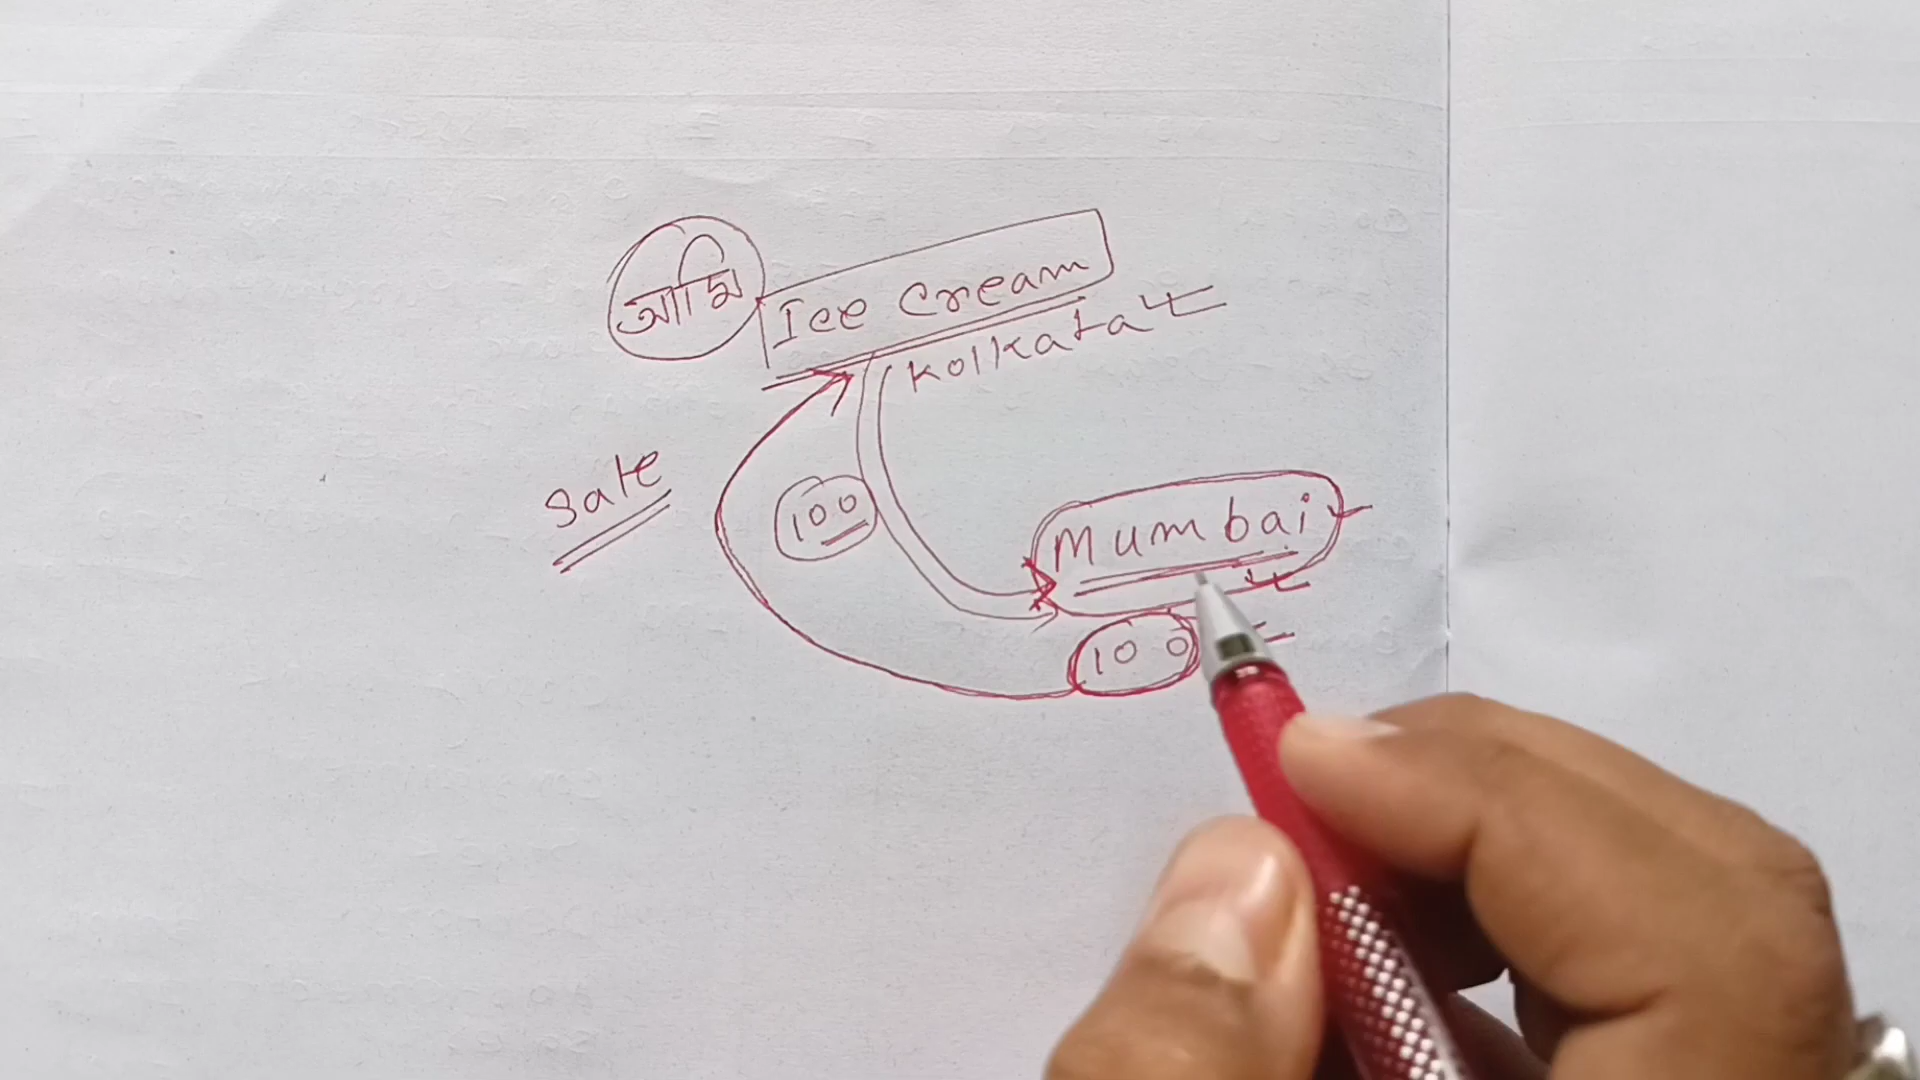 আমি
Ice Cream
Kolkata
Sale
100
Mumbai
100